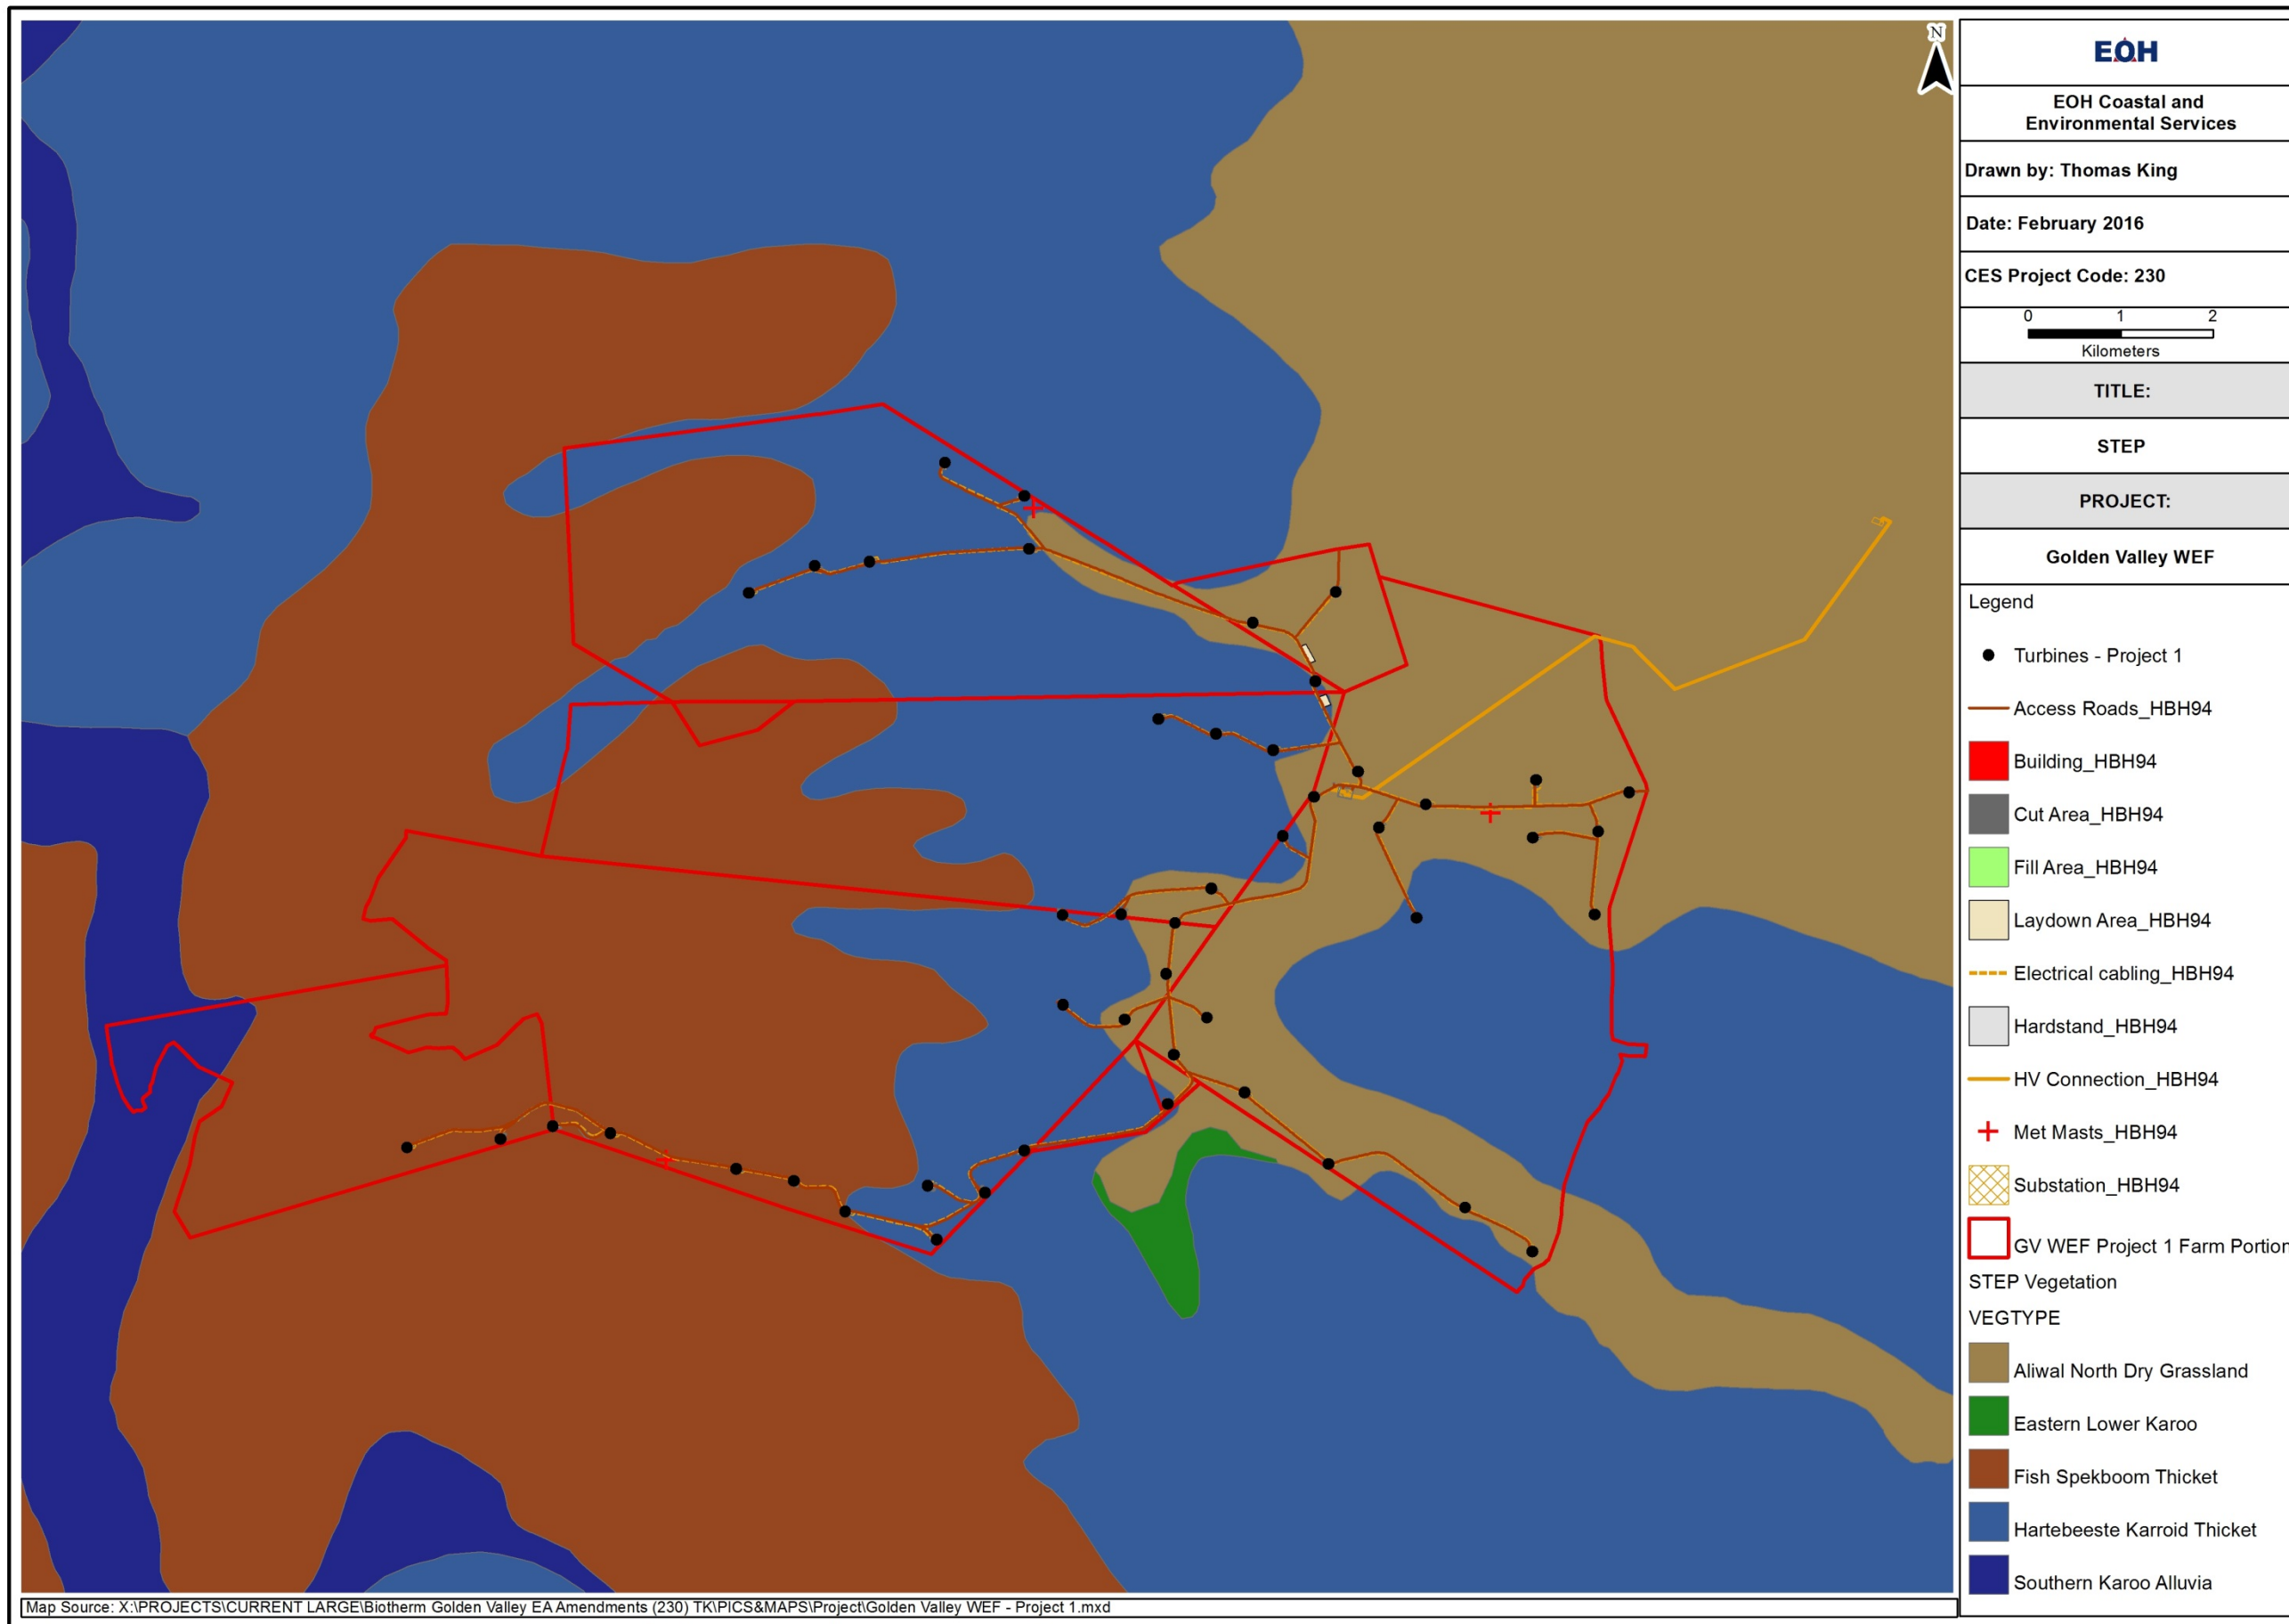 N
EOH
EOH Coastal and
Environmental Services
Drawn by: Thomas King
Date: February 2016
CES Project Code: 230
0 1 2
Kilometers
TITLE:
STEP
PROJECT:
Golden Valley WEF
Legend
Turbines - Project 1
Access Roads_HBH94
Building_HBH94
Cut Area_HBH94
Fill Area_HBH94
Laydown Area_HBH94
Electrical cabling_HBH94
Hardstand_HBH94
HV Connection_HBH94
Met Masts_HBH94
Substation_HBH94
GV WEF Project 1 Farm Portion
STEP Vegetation
VEGTYPE
Aliwal North Dry Grassland
Eastern Lower Karoo
Fish Spekboom Thicket
Hartebeeste Karroid Thicket
Southern Karoo Alluvia
Map Source: X:\PROJECTS\CURRENT LARGE\Biotherm Golden Valley EA Amendments (230) TK\PICS&MAPS\Project\Golden Valley WEF - Project 1.mxd